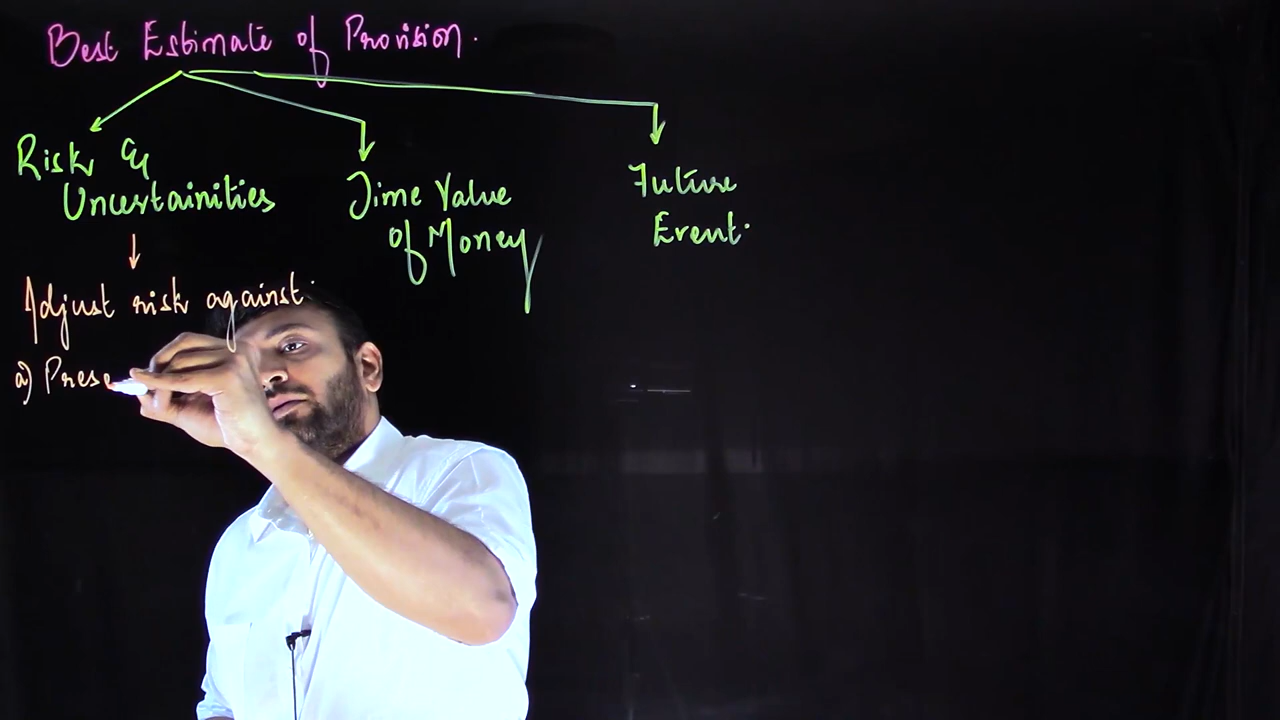 Best Estimate of Provision.
Risk &
Uncertainities
Time Value
of Money
Future
Event.
Adjust risk against.
a) Prese